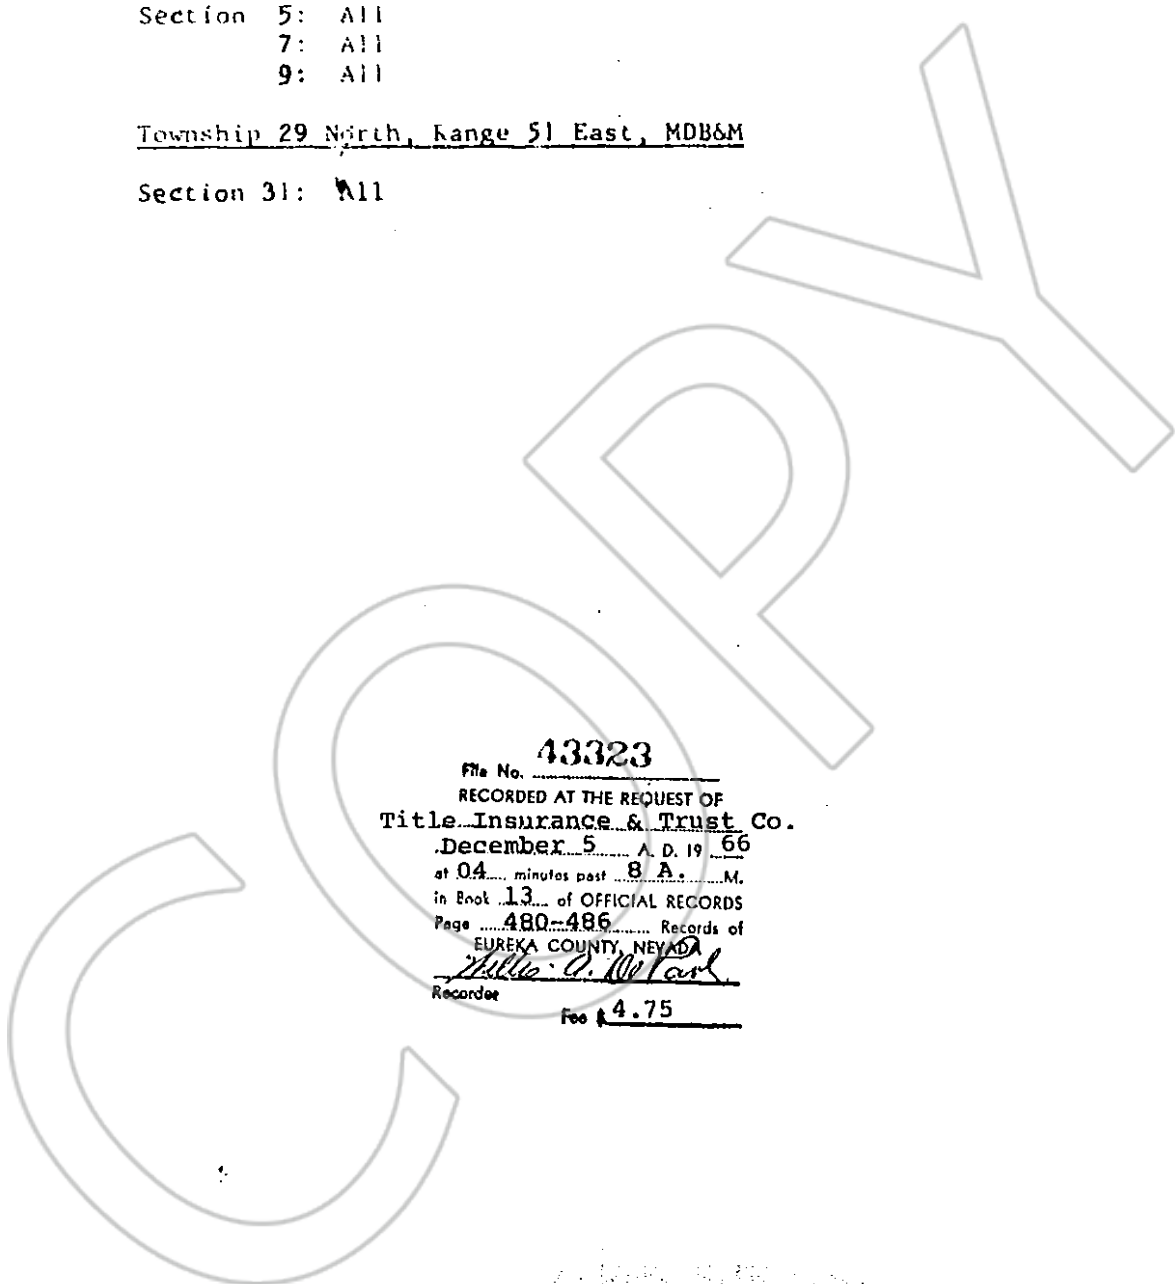 Section 5: All
7: All
9: All
Township 29 North, Range 51 East, MDB&M
Section 31: All
COPY
File No. 43323
RECORDED AT THE REQUEST OF
Title Insurance & Trust Co.
December 5 A. D. 19 66
at 04 minutes past 8 A. M.
in Book 13 of OFFICIAL RECORDS
Page 480-486 Records of
EUREKA COUNTY, NEVADA
Willis A. DePaoli
Recorder
Fee $ 4.75